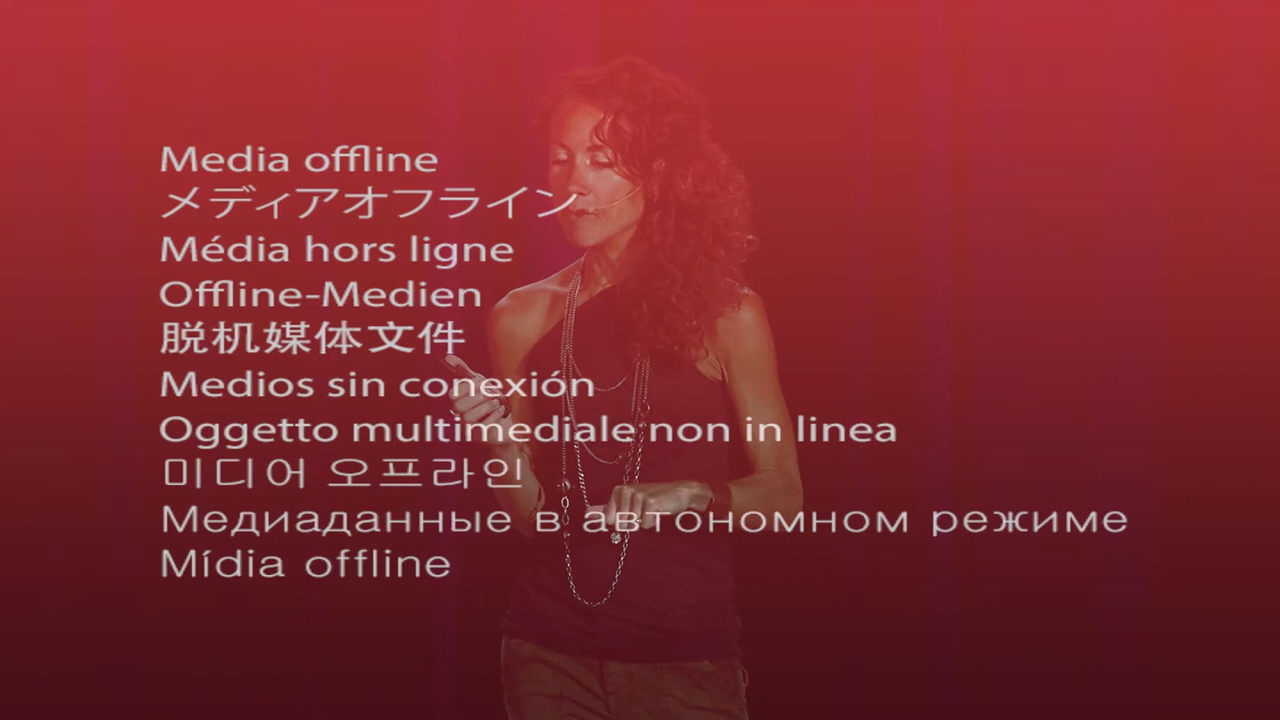 Media offline
メディアオフライン
Média hors ligne
Offline-Medien
脱机媒体文件
Medios sin conexión
Oggetto multimediale non in linea
미디어 오프라인
Медиаданные в автономном режиме
Mídia offline